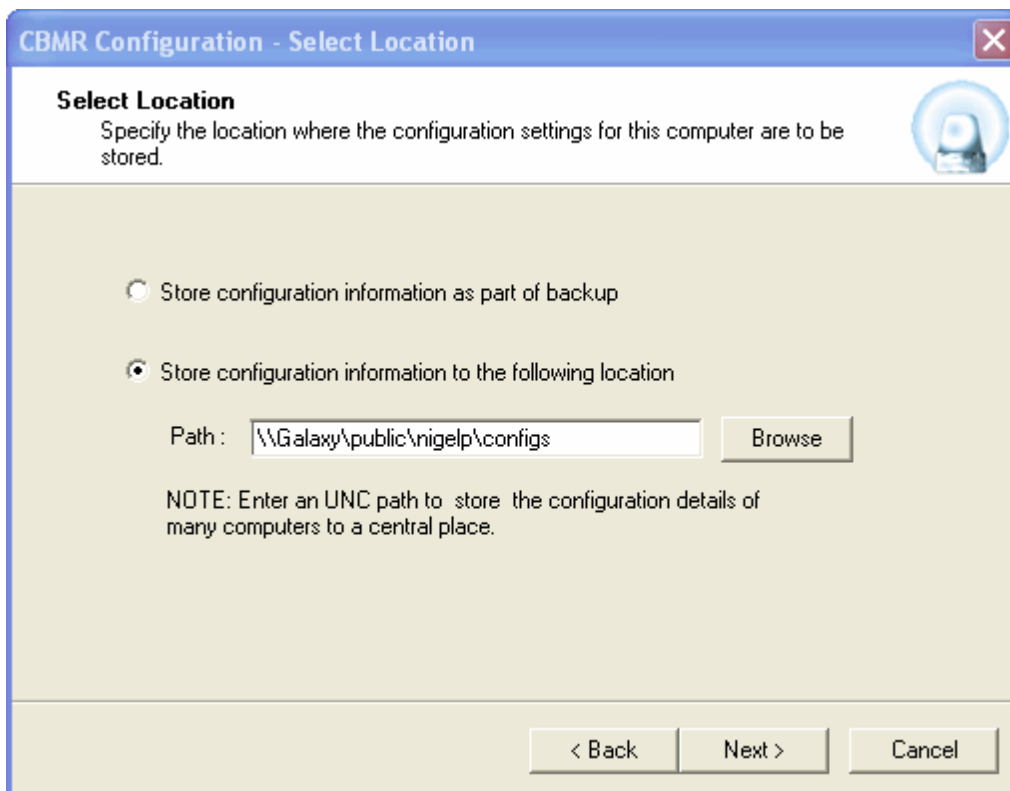 CBMR Configuration - Select Location
Select Location
Specify the location where the configuration settings for this computer are to be
stored.
Store configuration information as part of backup
Store configuration information to the following location
Path : \\Galaxy\public\nigelp\configs Browse
NOTE: Enter an UNC path to  store  the configuration details of
many computers to a central place.
< Back Next > Cancel